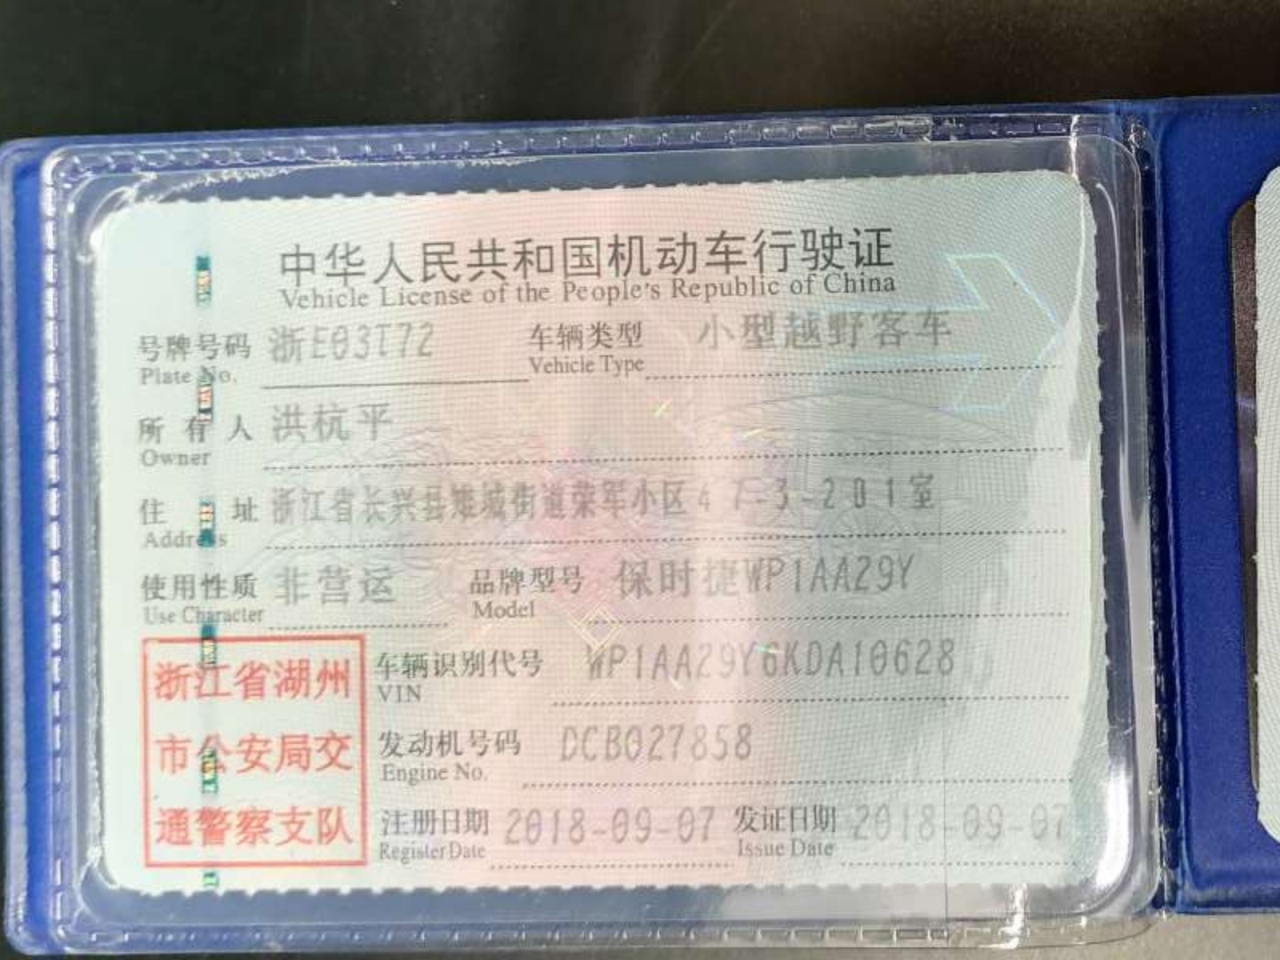 中华人民共和国机动车行驶证
Vehicle License of the People's Republic of China
号牌号码 浙E03T72 车辆类型 小型越野客车
Plate No. Vehicle Type
所有人 洪杭平
Owner
住址 浙江省长兴县雉城街道荣军小区47-3-201室
Address
使用性质 非营运 品牌型号 保时捷WP1AA29Y
Use Character Model
浙江省湖州
市公安局交
通警察支队
车辆识别代号 WP1AA29Y6KDA10628
VIN
发动机号码 DCB027858
Engine No.
注册日期 2018-09-07 发证日期 2018-09-07
Register Date Issue Date